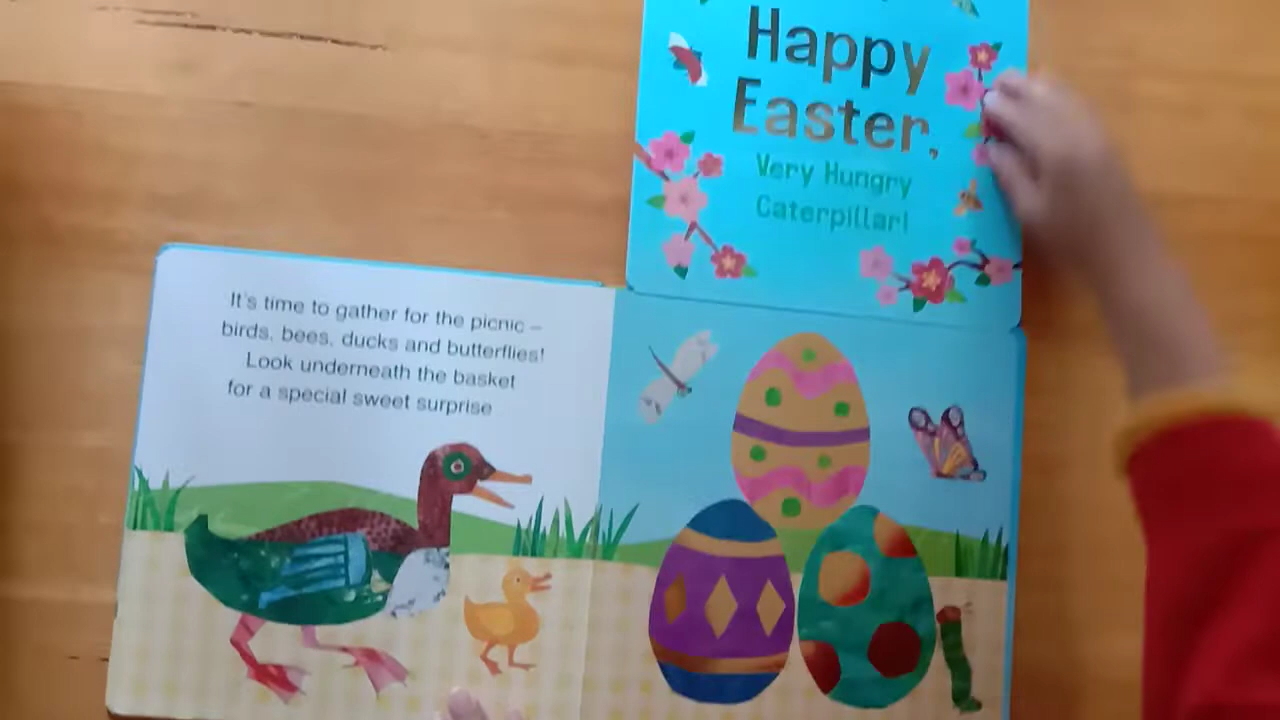 Happy
Easter,
Very Hungry
Caterpillar!
It's time to gather for the picnic –
birds, bees, ducks and butterflies!
Look underneath the basket
for a special sweet surprise